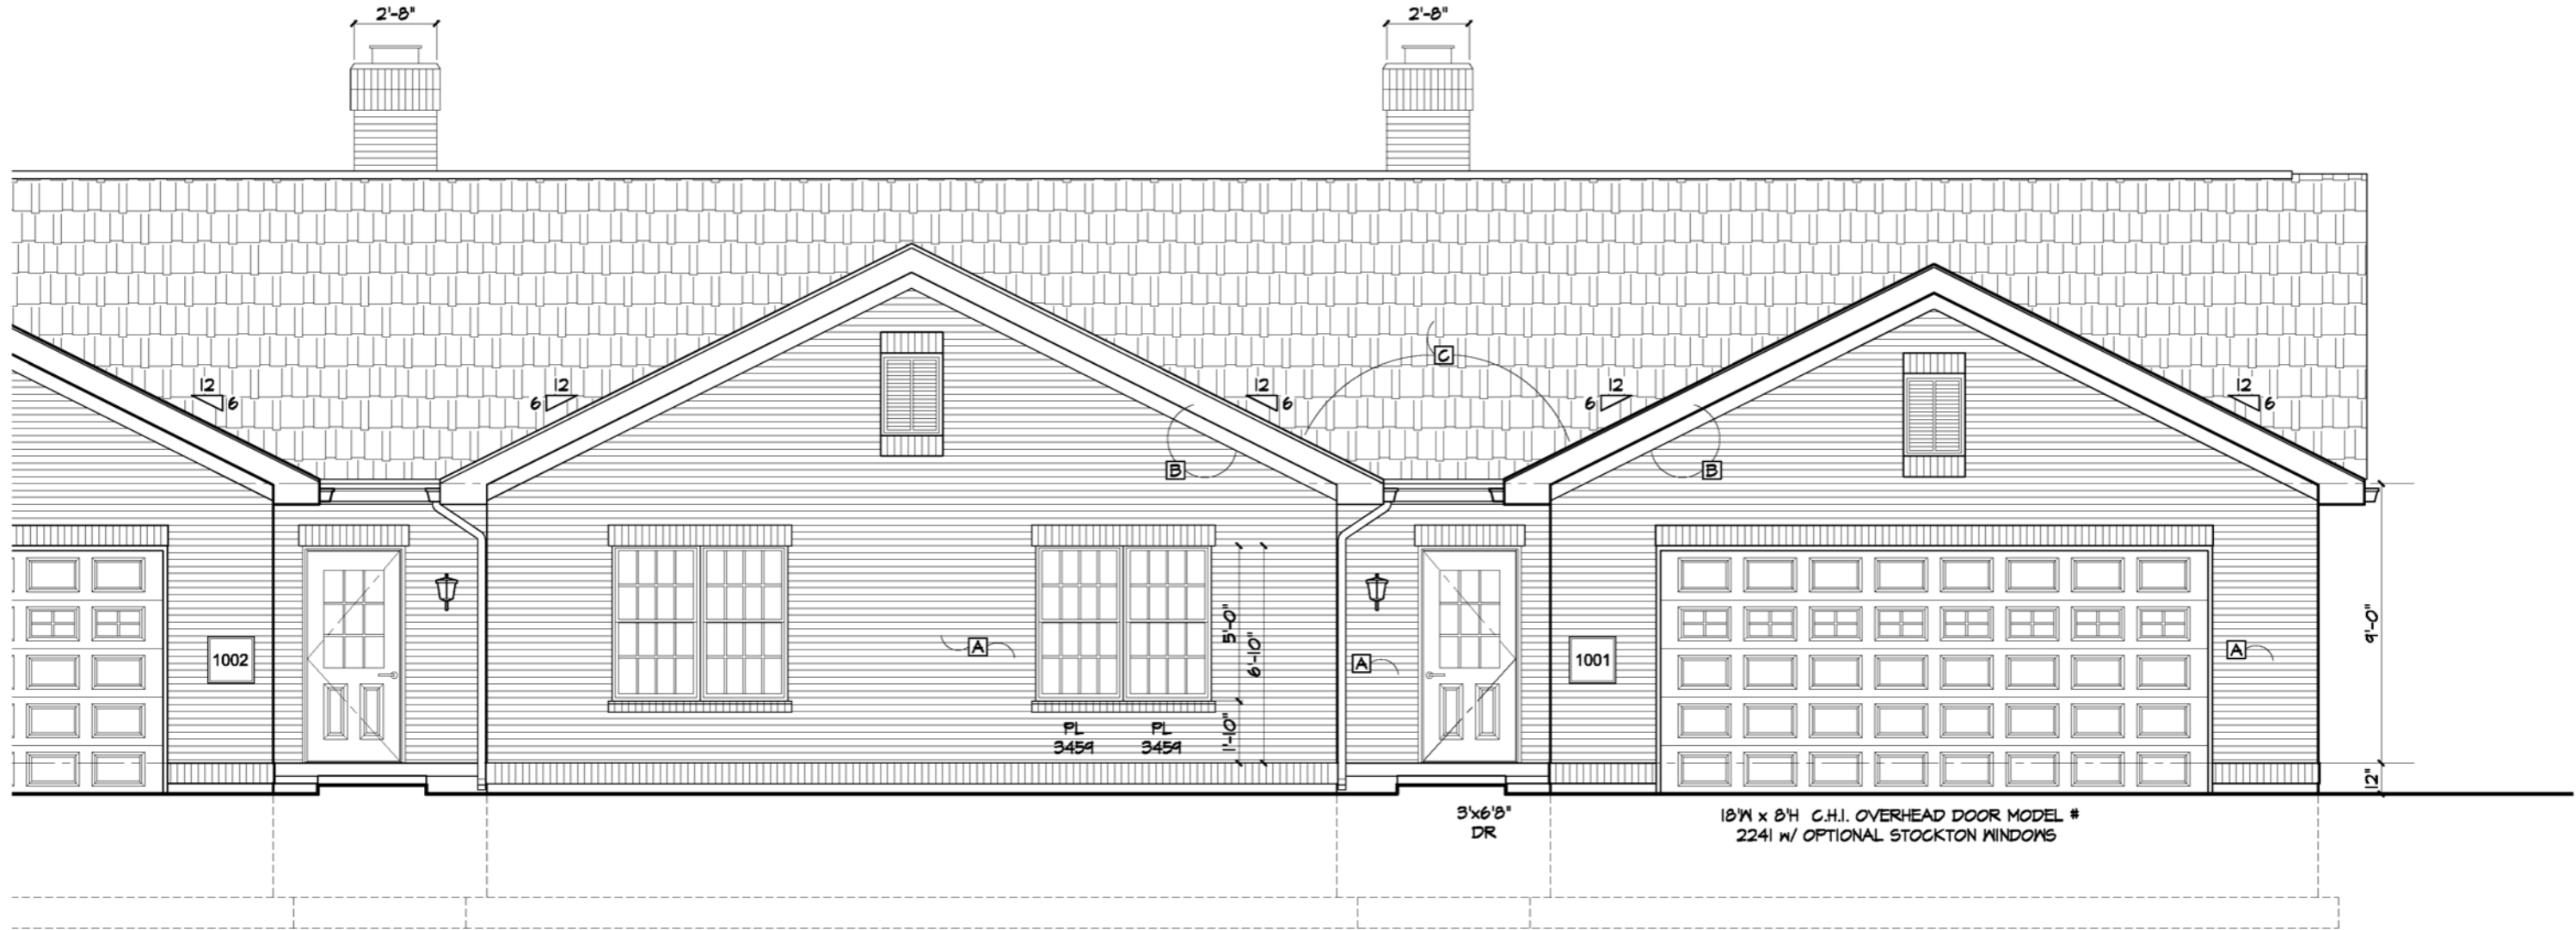 2'-8"
2'-8"
C
12
6
12
6
12
6
12
6
12
6
B
B
1002
A
5'-0"
6'-10"
A
1001
A
9'-0"
PL
3459
PL
3459
1'-10"
12"
3'x6'8"
DR
18'W x 8'H C.H.I. OVERHEAD DOOR MODEL #
2241 w/ OPTIONAL STOCKTON WINDOWS